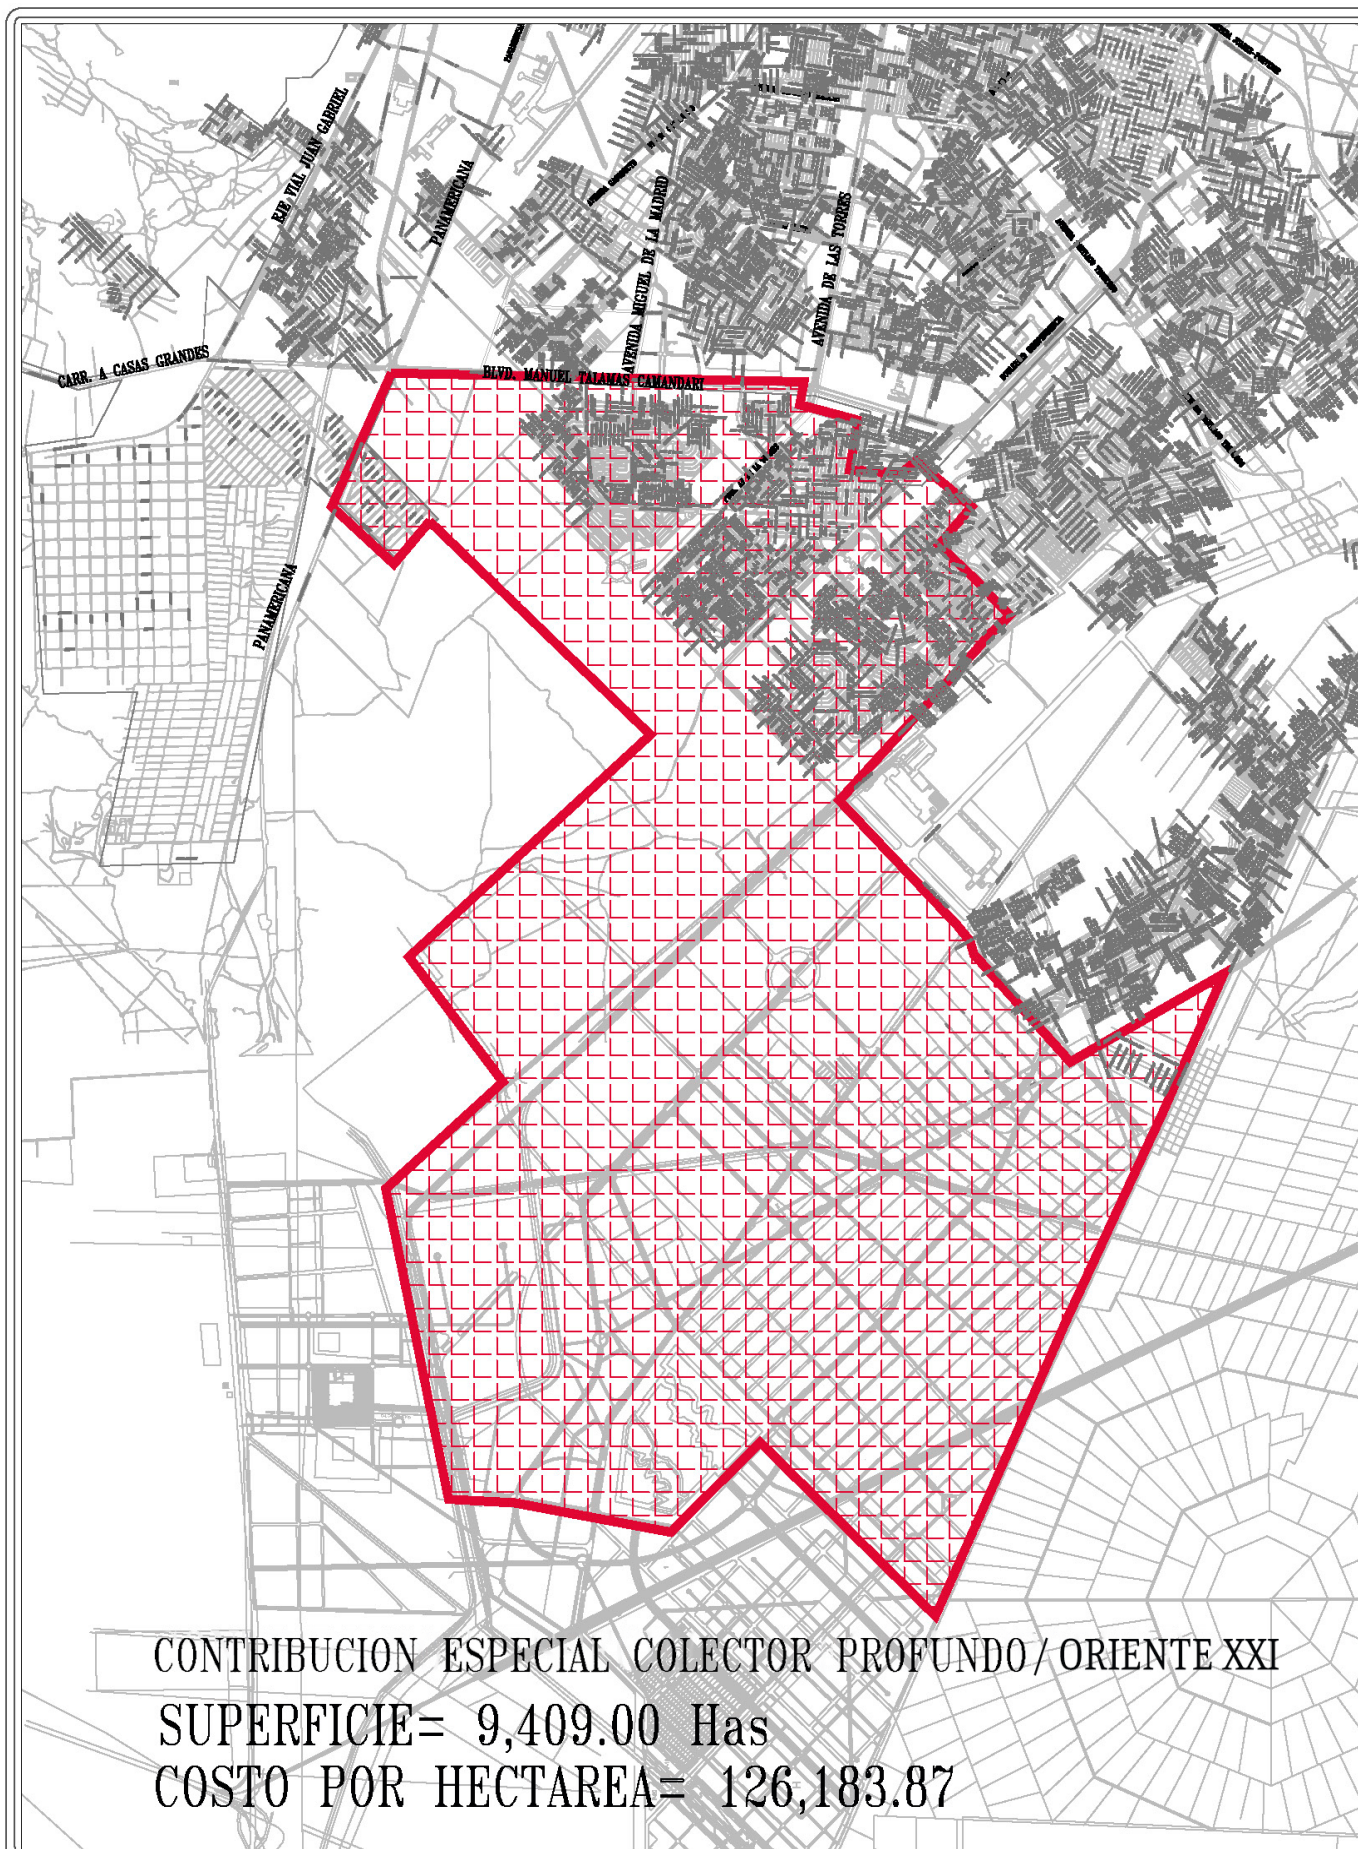 EJE VIAL JUAN GABRIEL
PANAMERICANA
AVENIDA MIGUEL DE LA MADRID
AVENIDA DE LAS TORRES
CARR. A CASAS GRANDES
BLVD. MANUEL TALAMAS CAMANDARI
PANAMERICANA
CONTRIBUCION ESPECIAL COLECTOR PROFUNDO / ORIENTE XXI
SUPERFICIE= 9,409.00 Has
COSTO POR HECTAREA= 126,183.87